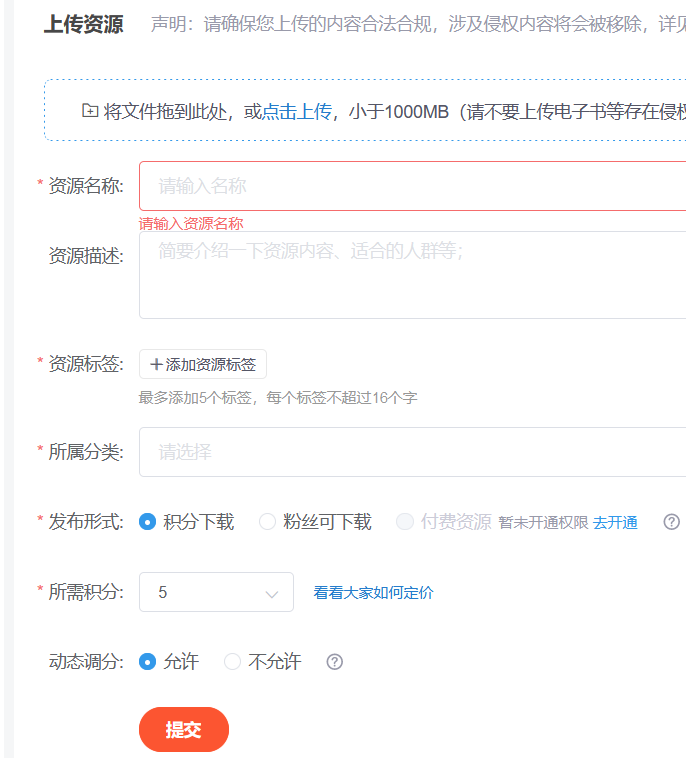 上传资源 声明：请确保您上传的内容合法合规，涉及侵权内容将会被移除，详见
将文件拖到此处，或点击上传，小于1000MB（请不要上传电子书等存在侵权
* 资源名称: 请输入名称
请输入资源名称
资源描述: 简要介绍一下资源内容、适合的人群等；
* 资源标签: +添加资源标签
最多添加5个标签，每个标签不超过16个字
* 所属分类: 请选择
* 发布形式: 积分下载 粉丝可下载 付费资源 暂未开通权限 去开通 ?
* 所需积分: 5 看看大家如何定价
动态调分: 允许 不允许 ?
提交